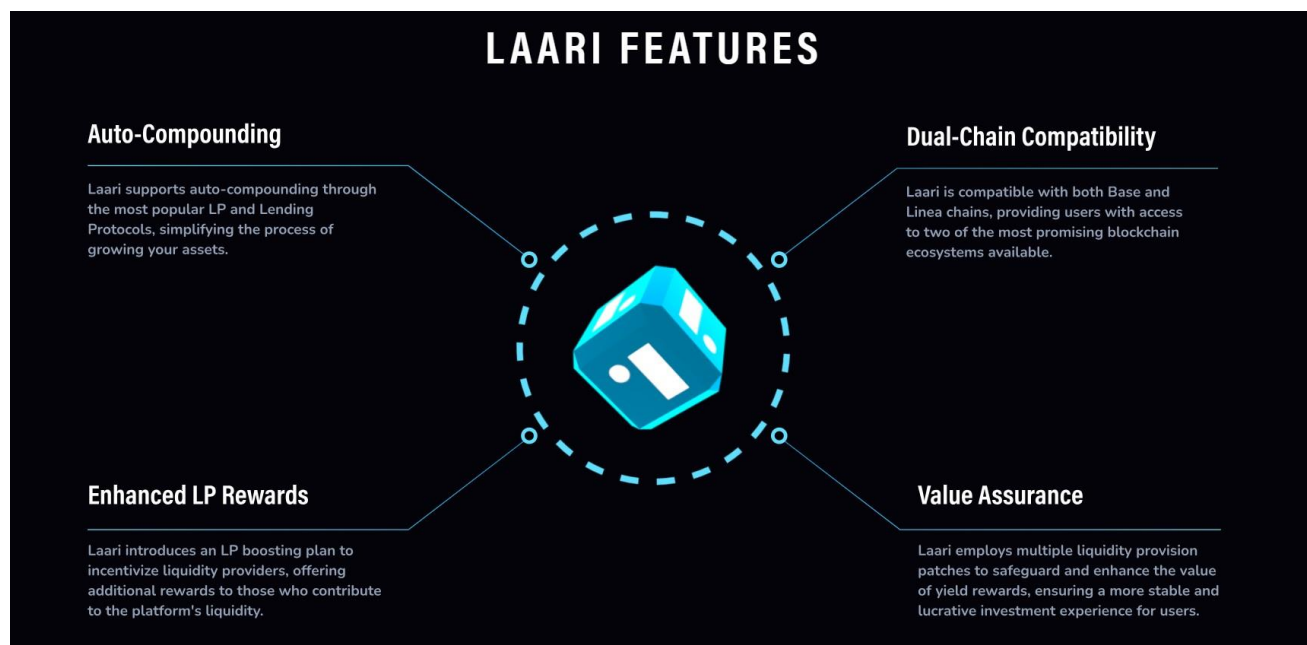 LAARI FEATURES
Auto-Compounding
Laari supports auto-compounding through
the most popular LP and Lending
Protocols, simplifying the process of
growing your assets.
Dual-Chain Compatibility
Laari is compatible with both Base and
Linea chains, providing users with access
to two of the most promising blockchain
ecosystems available.
Enhanced LP Rewards
Laari introduces an LP boosting plan to
incentivize liquidity providers, offering
additional rewards to those who contribute
to the platform's liquidity.
Value Assurance
Laari employs multiple liquidity provision
patches to safeguard and enhance the value
of yield rewards, ensuring a more stable and
lucrative investment experience for users.